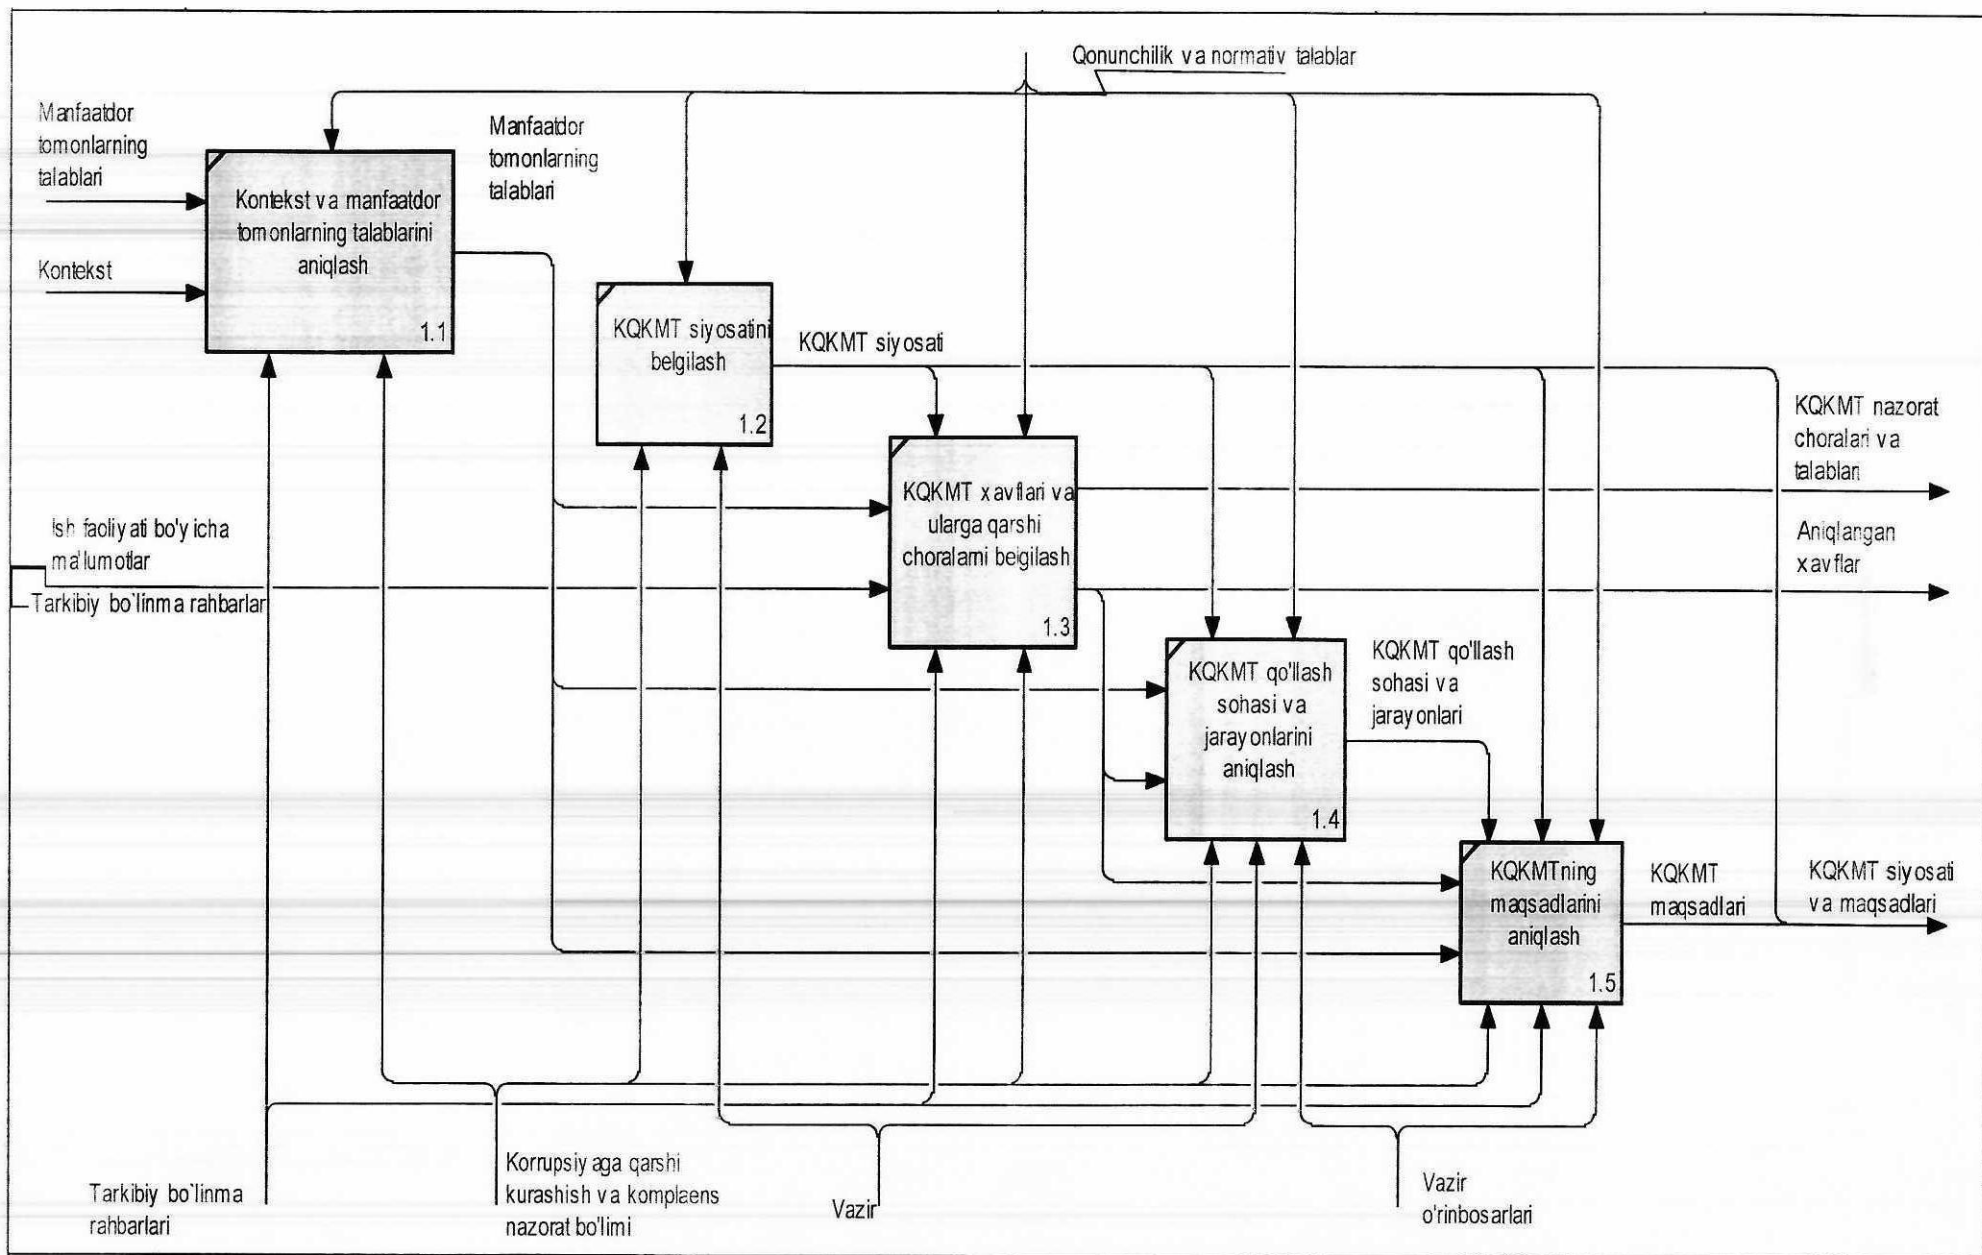 Qonunchilik va normativ talablar
Manfaatdor
tomonlarning
talablari
Manfaatdor
tomonlarning
talablari
Kontekst va manfaatdor
tomonlarning talablarini
aniqlash
1.1
Kontekst
KQKMT siyosatini
belgilash
1.2
KQKMT siyosati
KQKMT nazorat
choralari va
talablari
KQKMT xavflari va
ularga qarshi
choralarni belgilash
1.3
Ish faoliyati bo'yicha
ma'lumotlar
Tarkibiy bo`linma rahbarlar
Aniqlangan
xavflar
KQKMT qo'llash
sohasi va
jarayonlarini
aniqlash
1.4
KQKMT qo'llash
sohasi va
jarayonlari
KQKMTning
maqsadlarini
aniqlash
1.5
KQKMT
maqsadlari
KQKMT siyosati
va maqsadlari
Tarkibiy bo`linma
rahbarlari
Korrupsiyaga qarshi
kurashish va komplaens
nazorat bo'limi
Vazir
Vazir
o'rinbosarlari